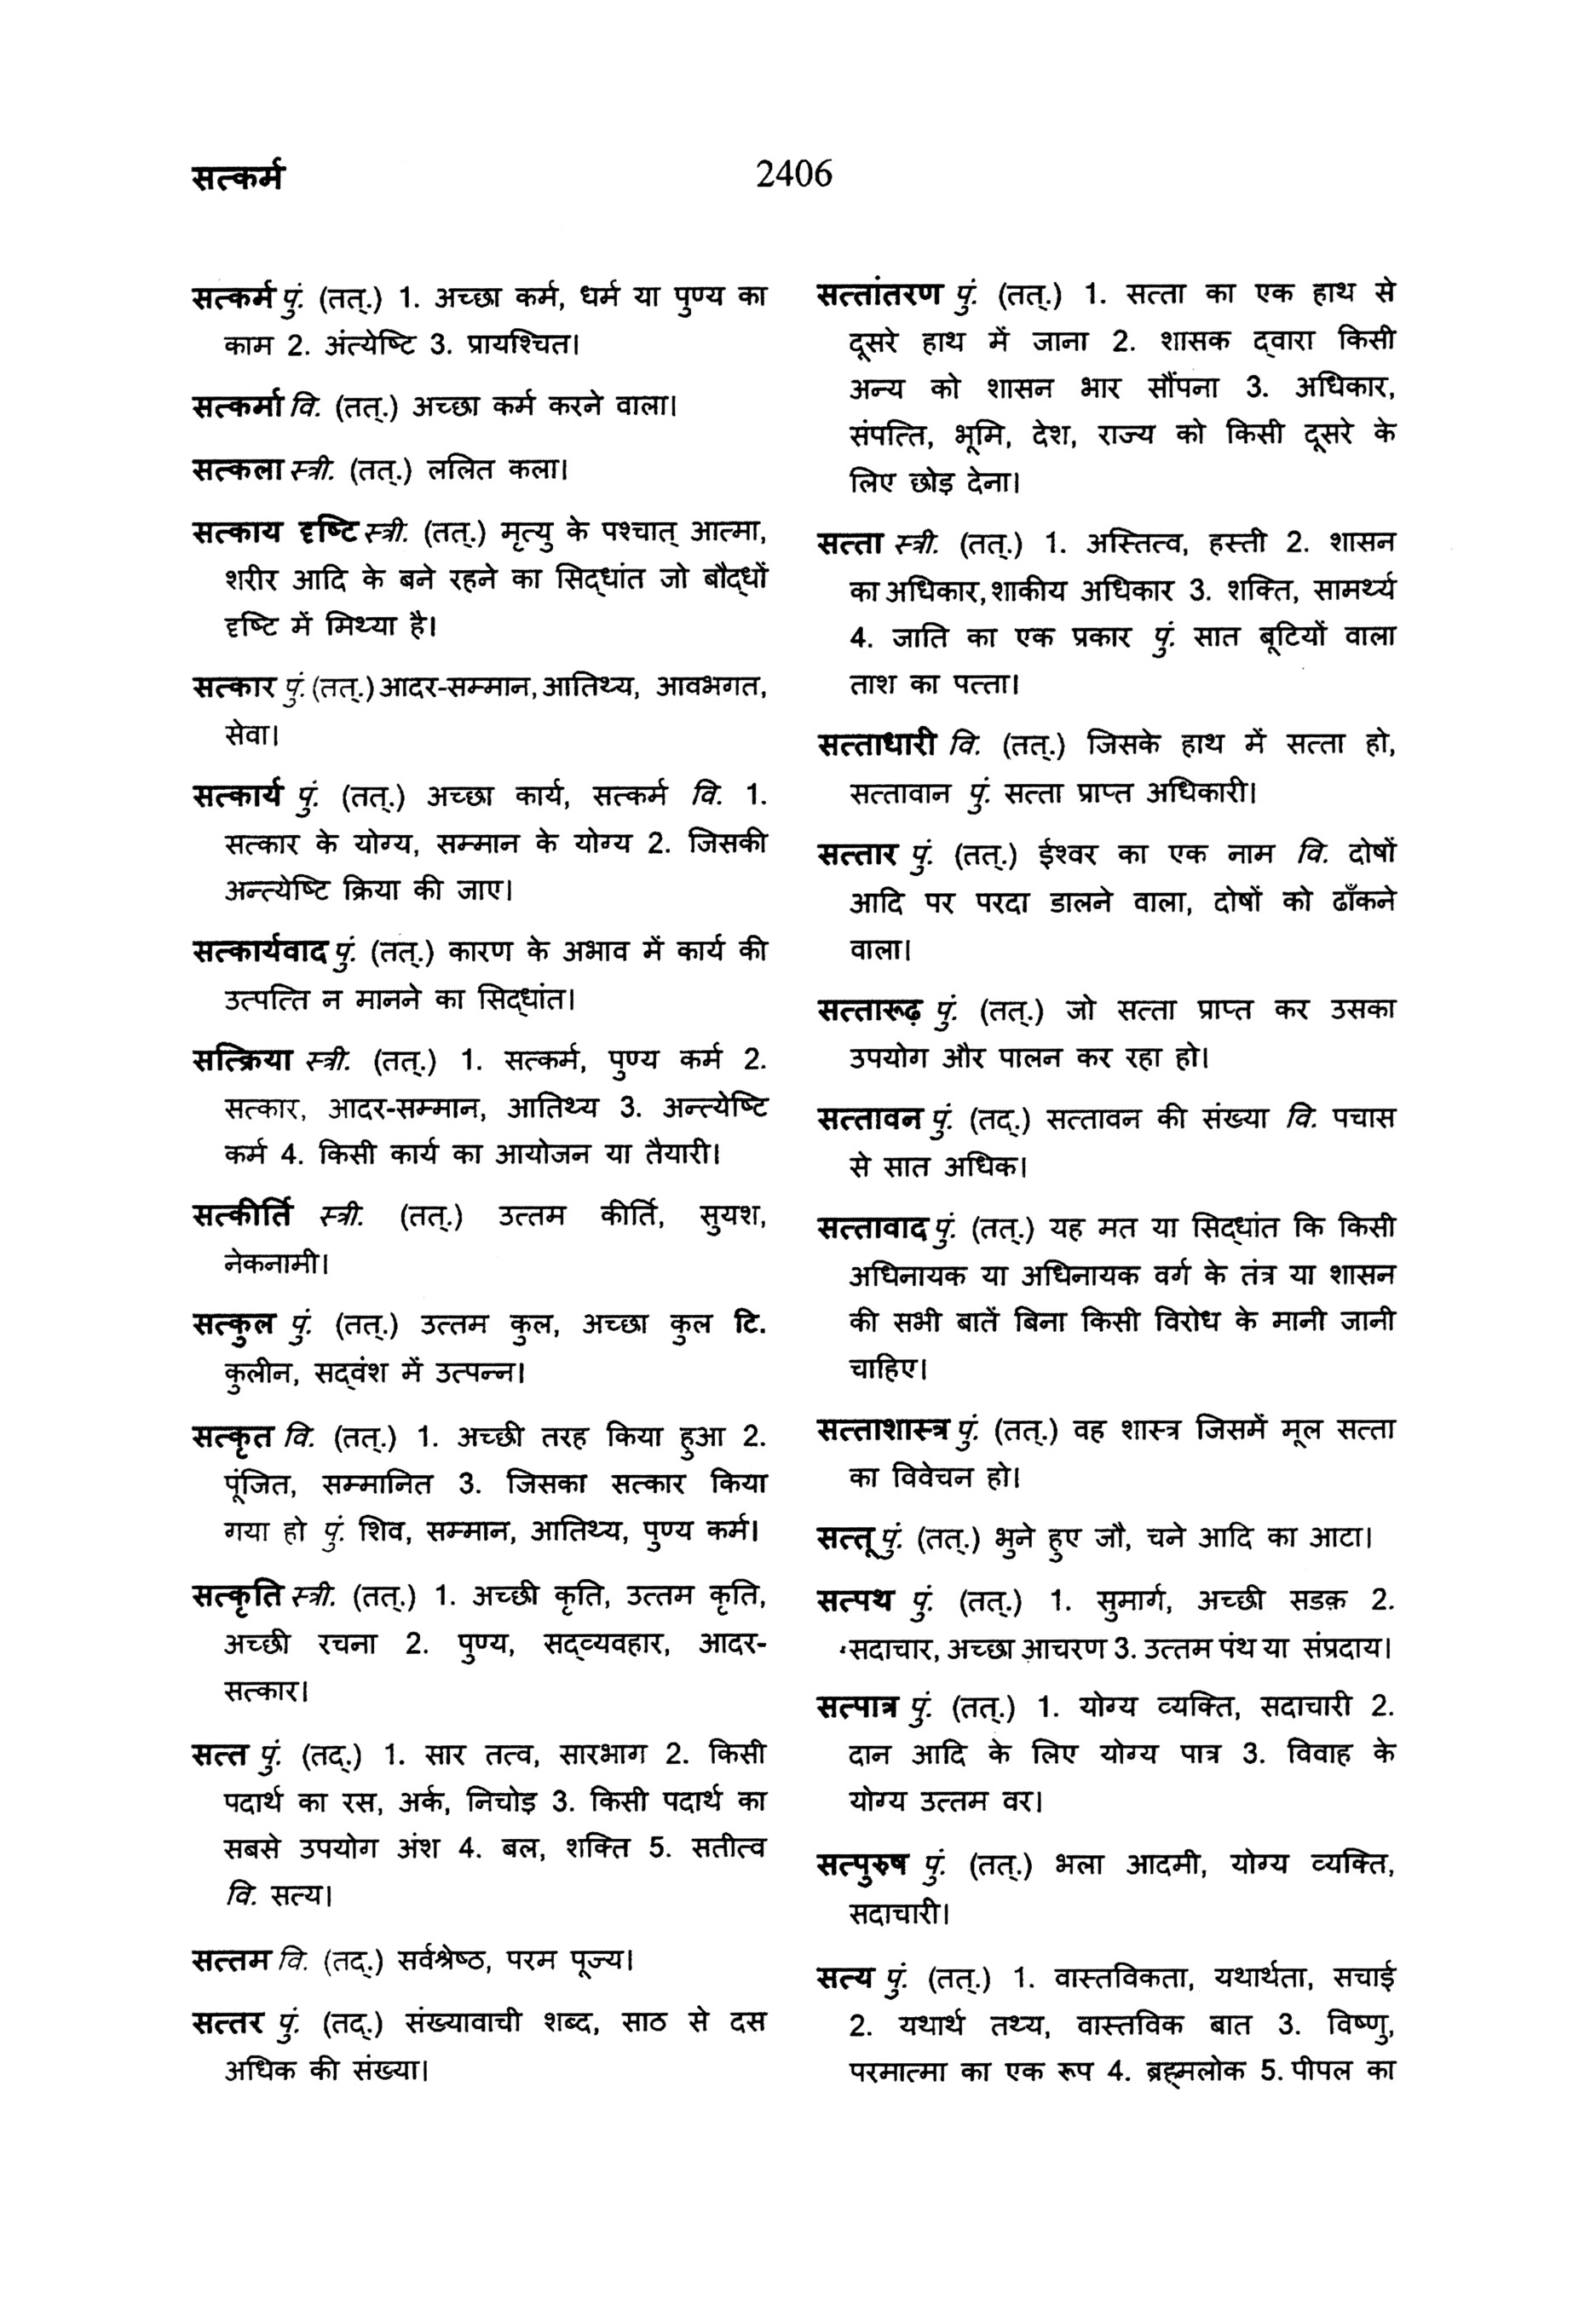 सत्कर्म
2406
सत्कर्म पुं. (तत्.) 1. अच्छा कर्म, धर्म या पुण्य का
काम 2. अंत्येष्टि 3. प्रायश्चित।
सत्कर्मा वि. (तत्.) अच्छा कर्म करने वाला।
सत्कला स्त्री. (तत्.) ललित कला।
सत्काय दृष्टि स्त्री. (तत्.) मृत्यु के पश्चात् आत्मा,
शरीर आदि के बने रहने का सिद्धांत जो बौद्धों
दृष्टि में मिथ्या है।
सत्कार पुं. (तत्.) आदर-सम्मान, आतिथ्य, आवभगत,
सेवा।
सत्कार्य पुं. (तत्.) अच्छा कार्य, सत्कर्म वि. 1.
सत्कार के योग्य, सम्मान के योग्य 2. जिसकी
अन्त्येष्टि क्रिया की जाए।
सत्कार्यवाद पुं. (तत्.) कारण के अभाव में कार्य की
उत्पत्ति न मानने का सिद्धांत।
सत्क्रिया स्त्री. (तत्.) 1. सत्कर्म, पुण्य कर्म 2.
सत्कार, आदर-सम्मान, आतिथ्य 3. अन्त्येष्टि
कर्म 4. किसी कार्य का आयोजन या तैयारी।
सत्कीर्ति स्त्री. (तत्.) उत्तम कीर्ति, सुयश,
नेकनामी।
सत्कुल पुं. (तत्.) उत्तम कुल, अच्छा कुल टि.
कुलीन, सद्वंश में उत्पन्न।
सत्कृत वि. (तत्.) 1. अच्छी तरह किया हुआ 2.
पूंजित, सम्मानित 3. जिसका सत्कार किया
गया हो पुं. शिव, सम्मान, आतिथ्य, पुण्य कर्म।
सत्कृति स्त्री. (तत्.) 1. अच्छी कृति, उत्तम कृति,
अच्छी रचना 2. पुण्य, सद्व्यवहार, आदर-
सत्कार।
सत्त पुं. (तद्.) 1. सार तत्व, सारभाग 2. किसी
पदार्थ का रस, अर्क, निचोड़ 3. किसी पदार्थ का
सबसे उपयोग अंश 4. बल, शक्ति 5. सतीत्व
वि. सत्य।
सत्तम वि. (तद्.) सर्वश्रेष्ठ, परम पूज्य।
सत्तर पुं. (तद्.) संख्यावाची शब्द, साठ से दस
अधिक की संख्या।
सत्तांतरण पुं. (तत्.) 1. सत्ता का एक हाथ से
दूसरे हाथ में जाना 2. शासक द्वारा किसी
अन्य को शासन भार सौंपना 3. अधिकार,
संपत्ति, भूमि, देश, राज्य को किसी दूसरे के
लिए छोड़ देना।
सत्ता स्त्री. (तत्.) 1. अस्तित्व, हस्ती 2. शासन
का अधिकार, शाकीय अधिकार 3. शक्ति, सामर्थ्य
4. जाति का एक प्रकार पुं. सात बूटियों वाला
ताश का पत्ता।
सत्ताधारी वि. (तत्.) जिसके हाथ में सत्ता हो,
सत्तावान पुं. सत्ता प्राप्त अधिकारी।
सत्तार पुं. (तत्.) ईश्वर का एक नाम वि. दोषों
आदि पर परदा डालने वाला, दोषों को ढाँकने
वाला।
सत्तारूढ़ पुं. (तत्.) जो सत्ता प्राप्त कर उसका
उपयोग और पालन कर रहा हो।
सत्तावन पुं. (तद्.) सत्तावन की संख्या वि. पचास
से सात अधिक।
सत्तावाद पुं. (तत्.) यह मत या सिद्धांत कि किसी
अधिनायक या अधिनायक वर्ग के तंत्र या शासन
की सभी बातें बिना किसी विरोध के मानी जानी
चाहिए।
सत्ताशास्त्र पुं. (तत्.) वह शास्त्र जिसमें मूल सत्ता
का विवेचन हो।
सत्तू पुं. (तत्.) भुने हुए जौ, चने आदि का आटा।
सत्पथ पुं. (तत्.) 1. सुमार्ग, अच्छी सडक़ 2.
सदाचार, अच्छा आचरण 3. उत्तम पंथ या संप्रदाय।
सत्पात्र पुं. (तत्.) 1. योग्य व्यक्ति, सदाचारी 2.
दान आदि के लिए योग्य पात्र 3. विवाह के
योग्य उत्तम वर।
सत्पुरुष पुं. (तत्.) भला आदमी, योग्य व्यक्ति,
सदाचारी।
सत्य पुं. (तत्.) 1. वास्तविकता, यथार्थता, सचाई
2. यथार्थ तथ्य, वास्तविक बात 3. विष्णु,
परमात्मा का एक रूप 4. ब्रह्मलोक 5. पीपल का